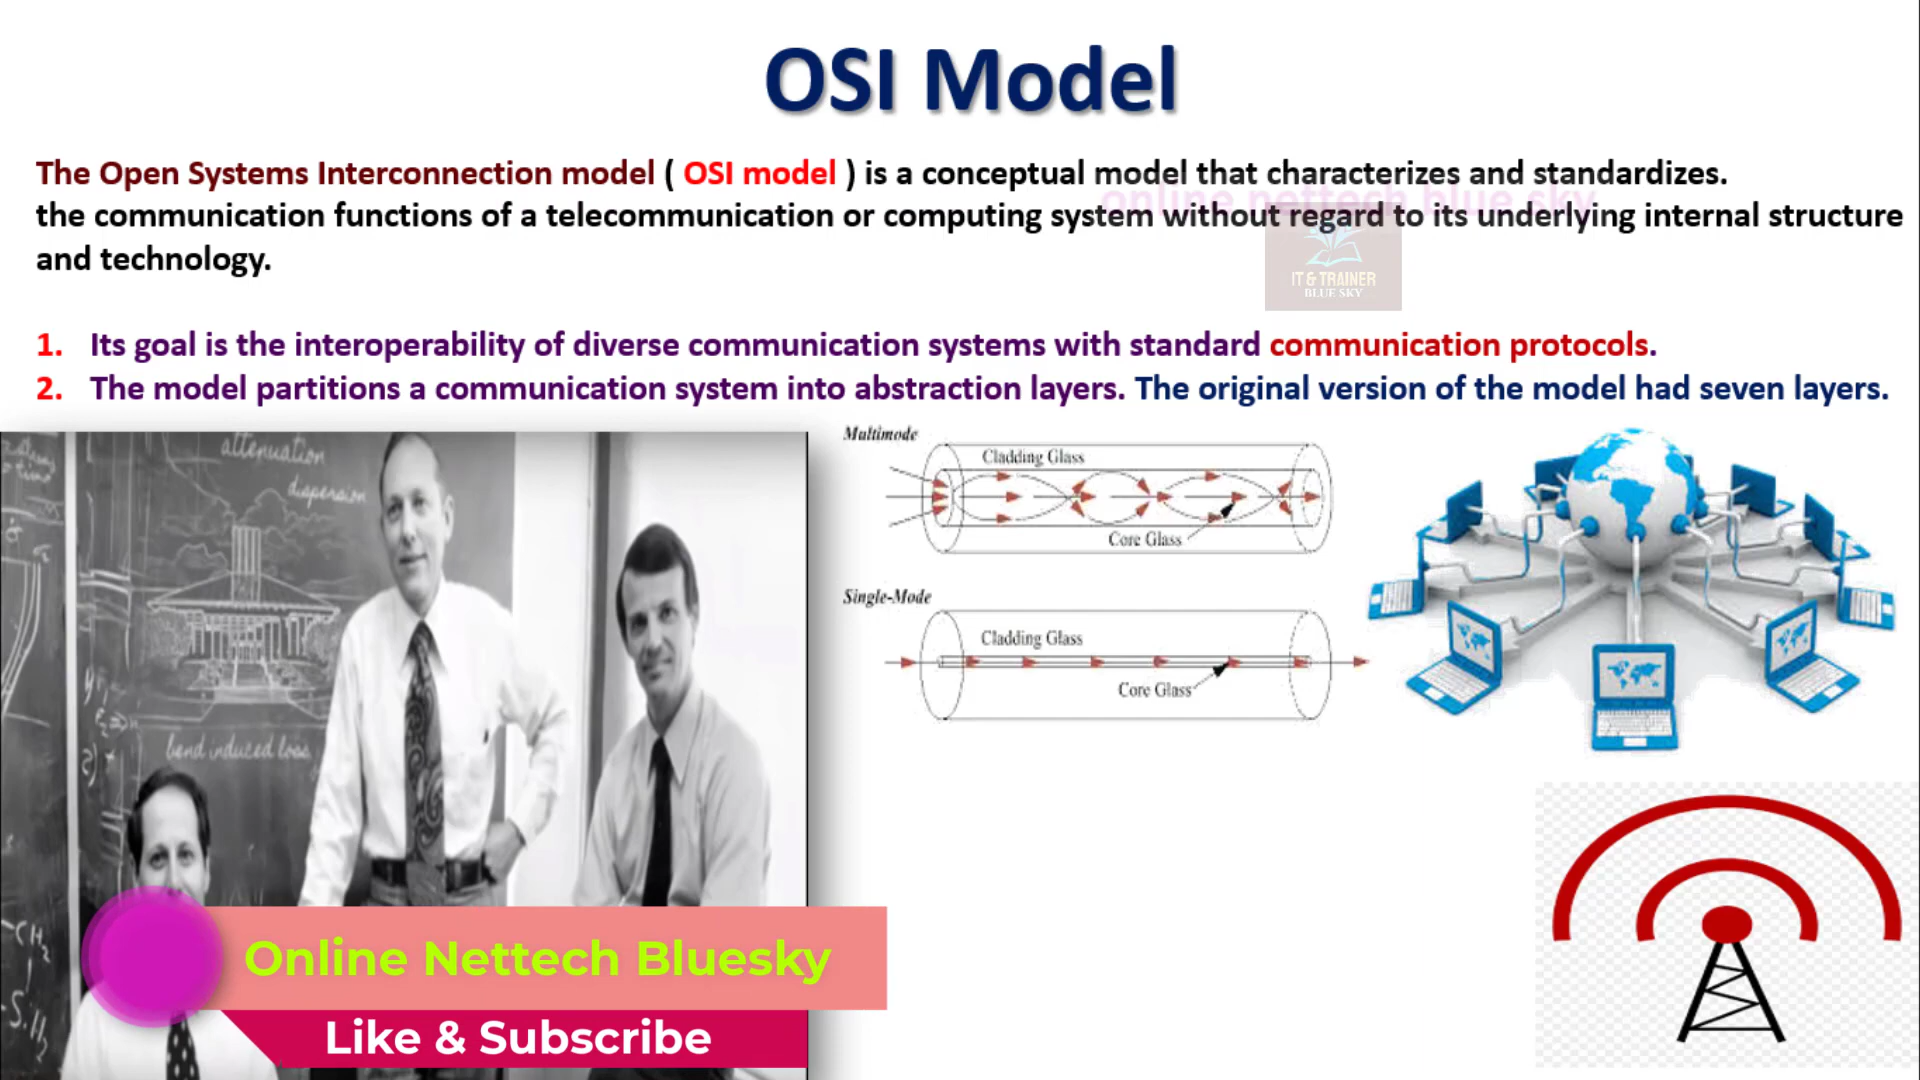 OSI Model
The Open Systems Interconnection model ( OSI model ) is a conceptual model that characterizes and standardizes.
online nettech blue sky
the communication functions of a telecommunication or computing system without regard to its underlying internal structure
and technology.
IT & TRAINER
BLUE SKY
1. Its goal is the interoperability of diverse communication systems with standard communication protocols.
2. The model partitions a communication system into abstraction layers. The original version of the model had seven layers.
attenuation
dispersion
bend induced loss
Multimode
Cladding Glass
Core Glass
Single-Mode
Cladding Glass
Core Glass
Online Nettech Bluesky
Like & Subscribe